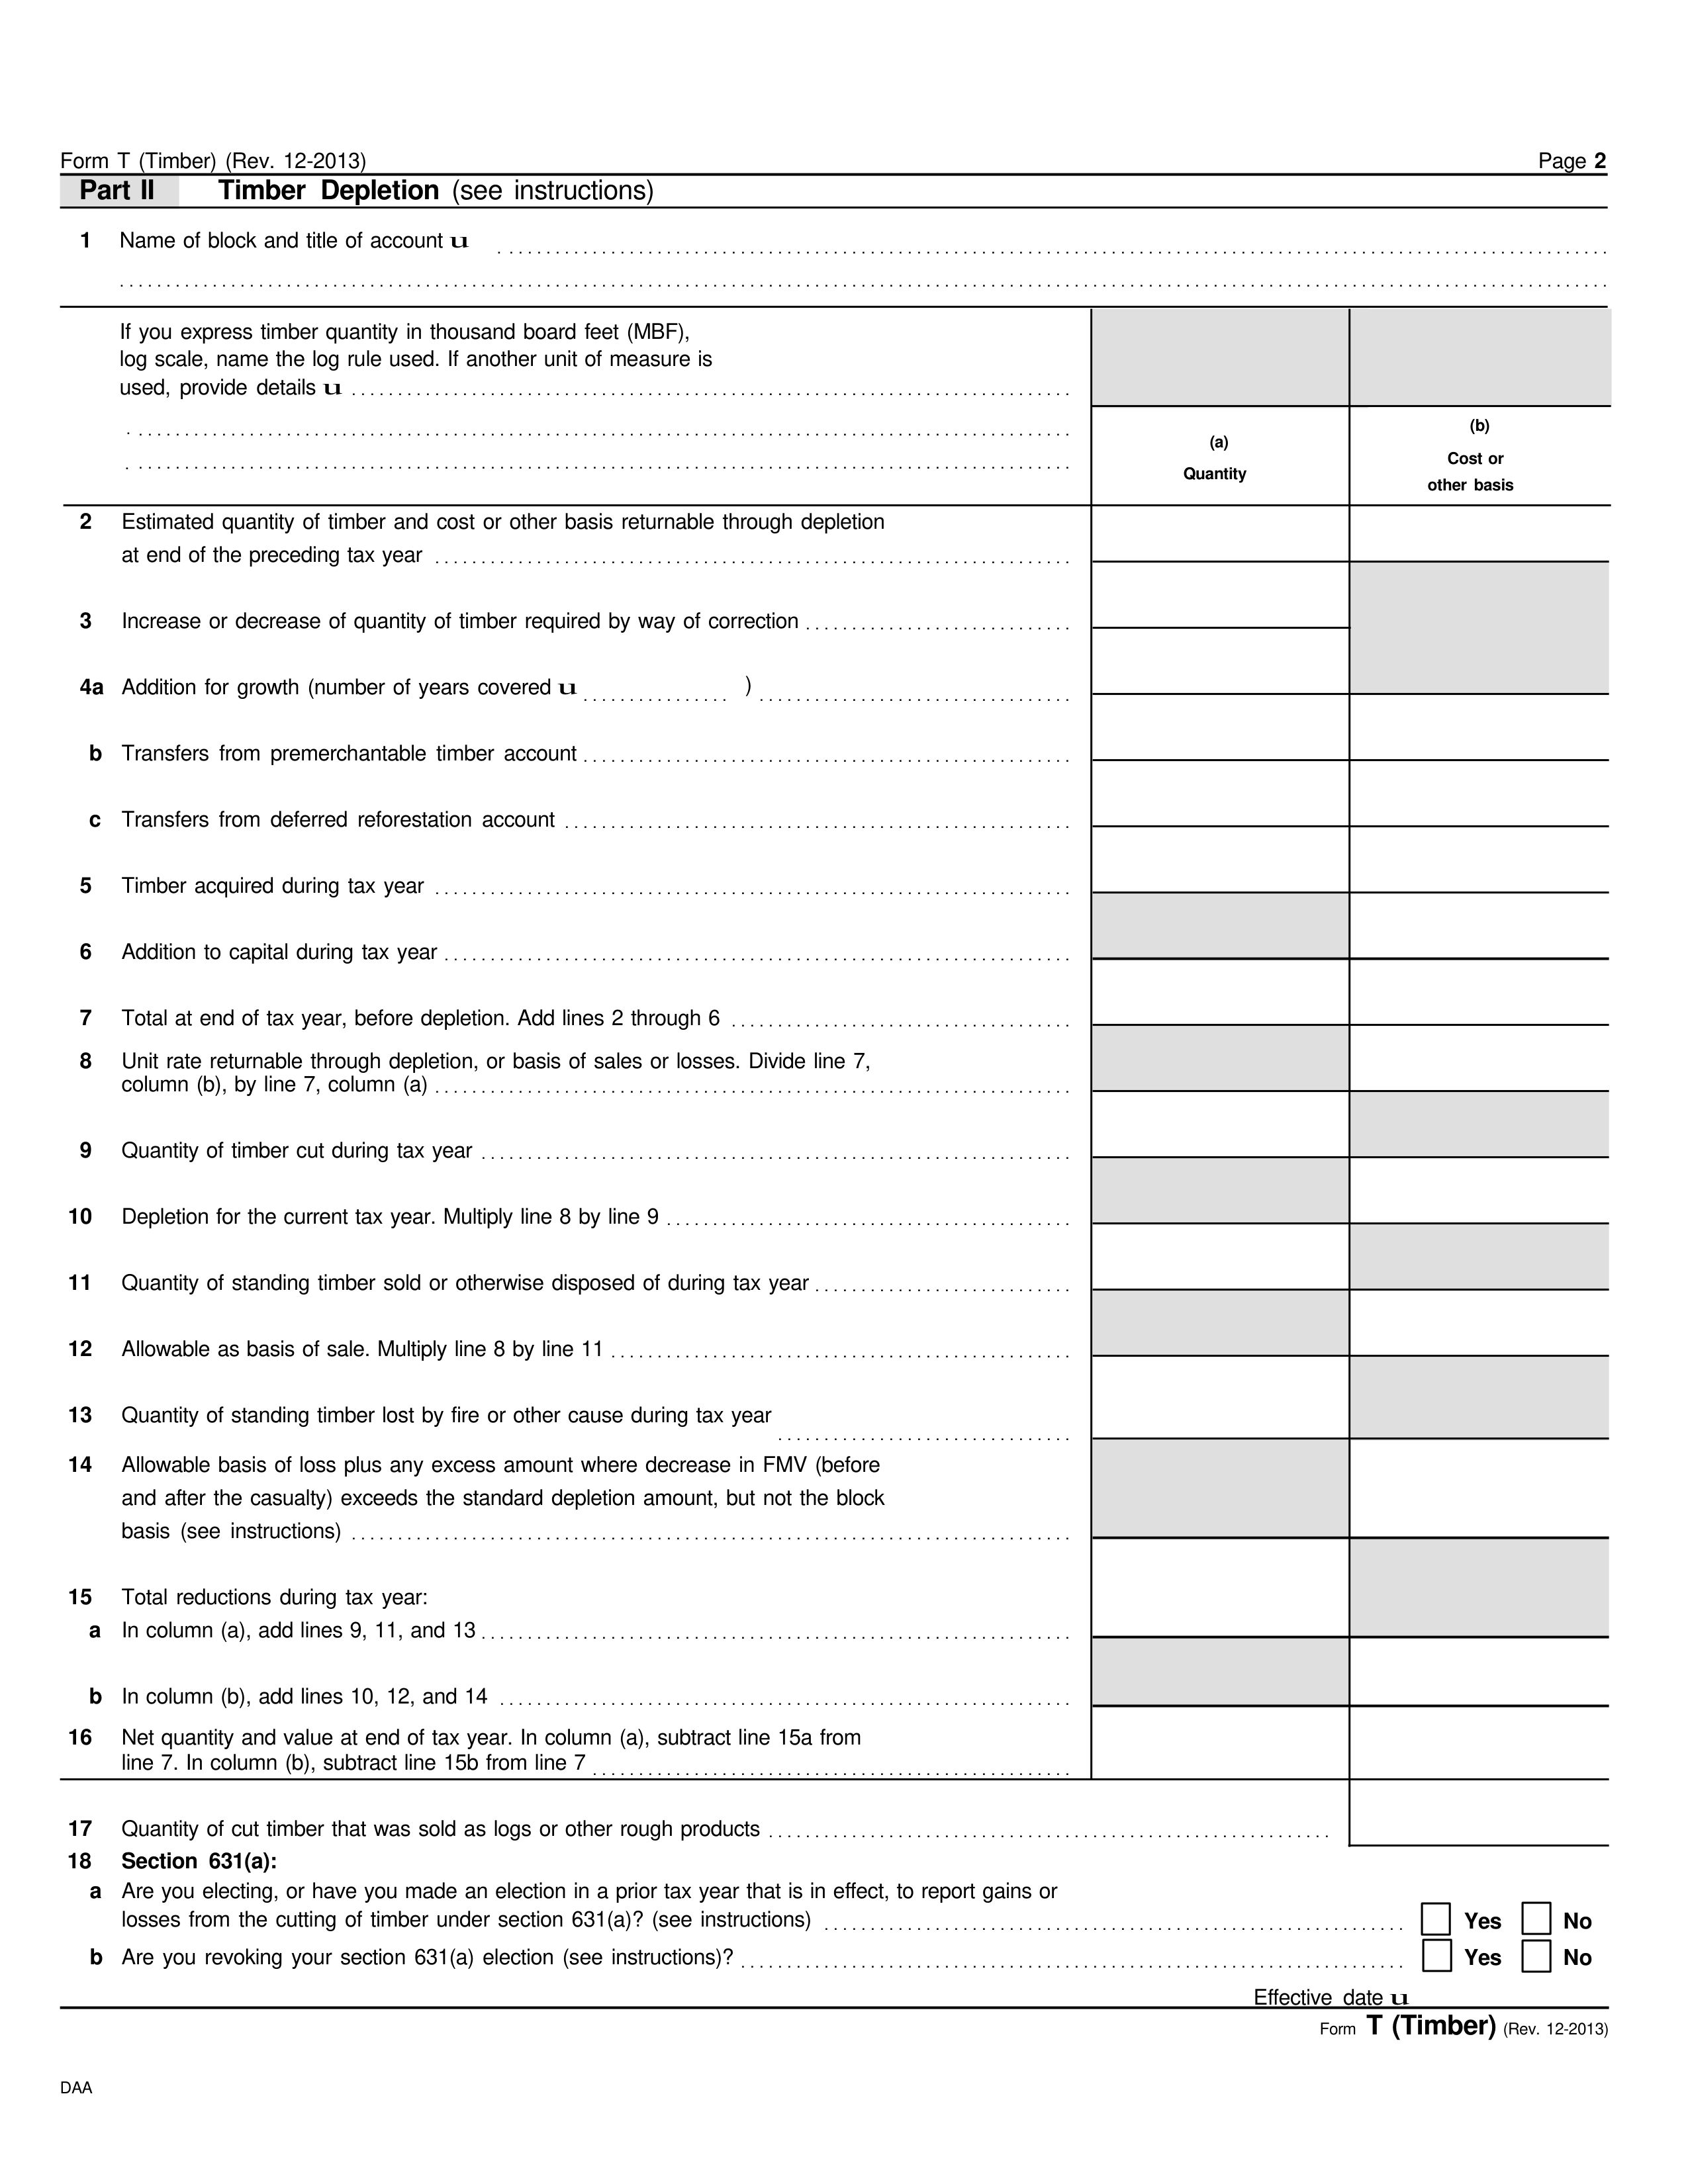 Form T (Timber) (Rev. 12-2013) Page 2
Part II Timber Depletion (see instructions)
1 Name of block and title of account u
If you express timber quantity in thousand board feet (MBF),
log scale, name the log rule used. If another unit of measure is
used, provide details u
(a)
Quantity
(b)
Cost or
other basis
2 Estimated quantity of timber and cost or other basis returnable through depletion
at end of the preceding tax year
3 Increase or decrease of quantity of timber required by way of correction
4a Addition for growth (number of years covered u )
b Transfers from premerchantable timber account
c Transfers from deferred reforestation account
5 Timber acquired during tax year
6 Addition to capital during tax year
7 Total at end of tax year, before depletion. Add lines 2 through 6
8 Unit rate returnable through depletion, or basis of sales or losses. Divide line 7,
column (b), by line 7, column (a)
9 Quantity of timber cut during tax year
10 Depletion for the current tax year. Multiply line 8 by line 9
11 Quantity of standing timber sold or otherwise disposed of during tax year
12 Allowable as basis of sale. Multiply line 8 by line 11
13 Quantity of standing timber lost by fire or other cause during tax year
14 Allowable basis of loss plus any excess amount where decrease in FMV (before
and after the casualty) exceeds the standard depletion amount, but not the block
basis (see instructions)
15 Total reductions during tax year:
a In column (a), add lines 9, 11, and 13
b In column (b), add lines 10, 12, and 14
16 Net quantity and value at end of tax year. In column (a), subtract line 15a from
line 7. In column (b), subtract line 15b from line 7
17 Quantity of cut timber that was sold as logs or other rough products
18 Section 631(a):
a Are you electing, or have you made an election in a prior tax year that is in effect, to report gains or
losses from the cutting of timber under section 631(a)? (see instructions) Yes No
b Are you revoking your section 631(a) election (see instructions)? Yes No
Effective date u
Form T (Timber) (Rev. 12-2013)
DAA